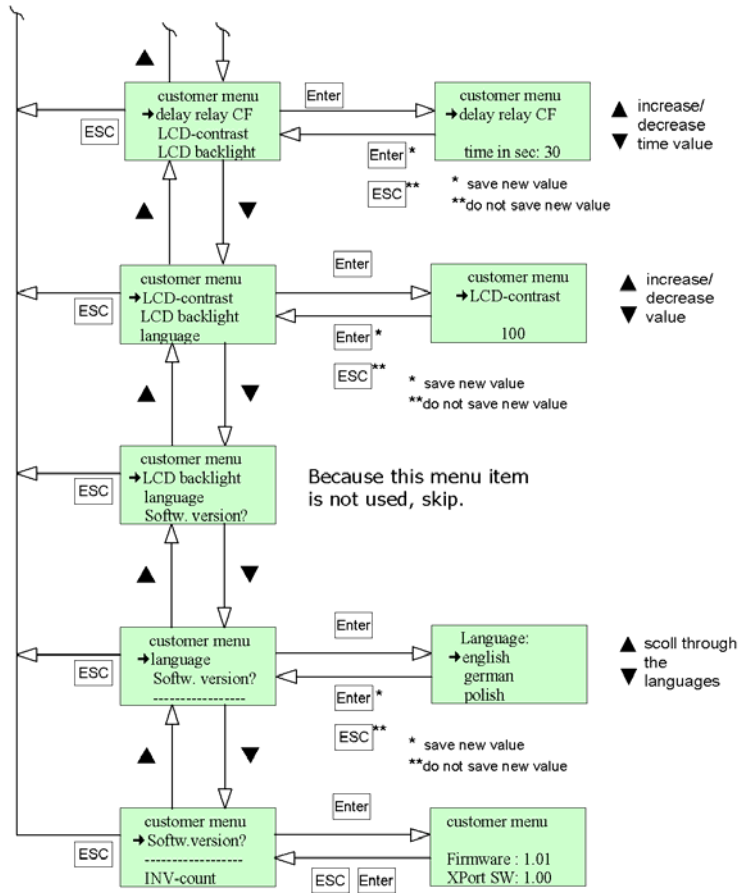 customer menu
➔delay relay CF
LCD-contrast
LCD backlight
ESC
Enter
Enter *
ESC **
customer menu
➔delay relay CF
time in sec: 30
▲ increase/
decrease
▼ time value
* save new value
**do not save new value
customer menu
➔LCD-contrast
LCD backlight
language
ESC
Enter
Enter *
ESC **
customer menu
➔LCD-contrast
100
▲ increase/
decrease
▼ value
* save new value
**do not save new value
customer menu
➔LCD backlight
language
Softw. version?
ESC
Because this menu item
is not used, skip.
customer menu
➔language
Softw. version?
-----------------
ESC
Enter
Enter *
ESC **
Language:
➔english
german
polish
▲ scoll through
the
▼ languages
* save new value
**do not save new value
customer menu
➔Softw.version?
-----------------
INV-count
ESC
Enter
ESC Enter
customer menu
Firmware : 1.01
XPort SW: 1.00